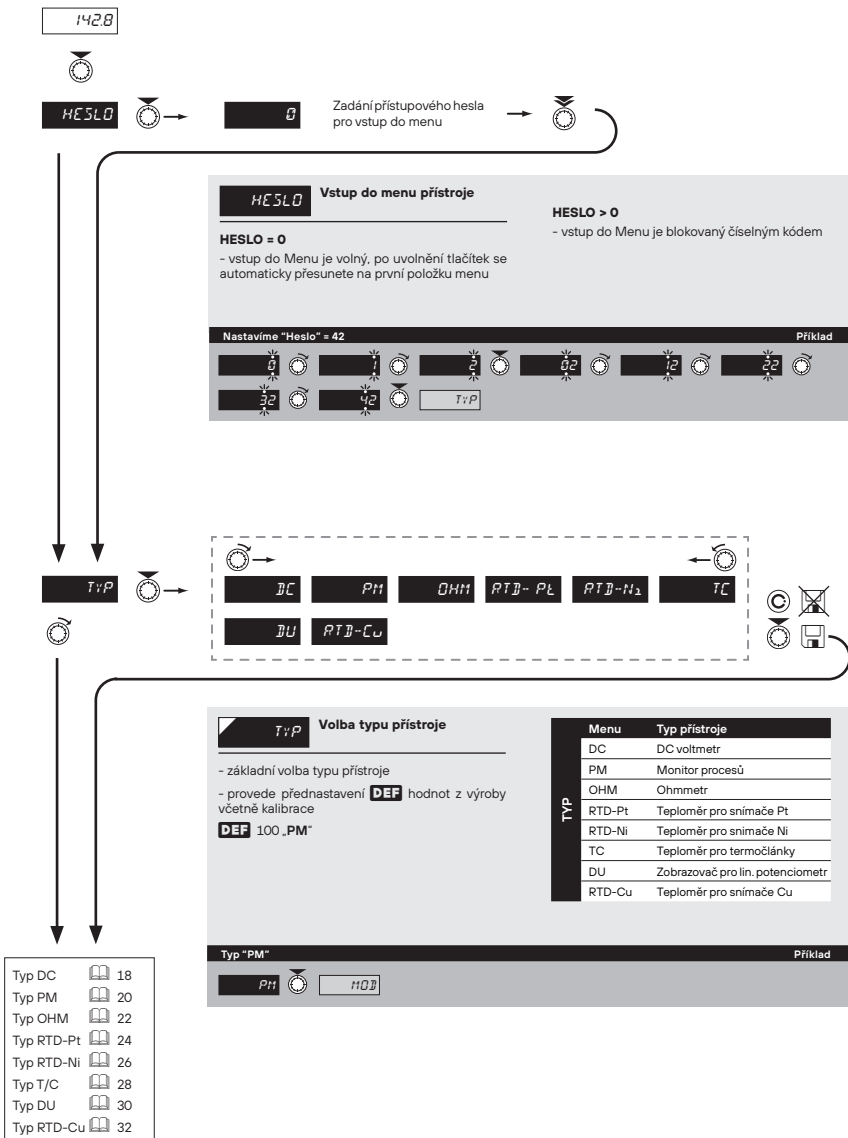 142.8
HESLO
0
Zadání přístupového hesla
pro vstup do menu
HESLO
Vstup do menu přístroje
HESLO = 0
- vstup do Menu je volný, po uvolnění tlačítek se
automaticky přesunete na první položku menu
HESLO > 0
- vstup do Menu je blokovaný číselným kódem
Nastavíme "Heslo" = 42 Příklad
0 1 2 02 12 22
32 42 TYP
TYP
DC PM OHM RTD-Pt RTD-Ni TC
DU RTD-Cu
TYP
Volba typu přístroje
- základní volba typu přístroje
- provede přednastavení DEF hodnot z výroby
včetně kalibrace
DEF 100 „PM“
TYP
Menu Typ přístroje
DC DC voltmetr
PM Monitor procesů
OHM Ohmmetr
RTD-Pt Teploměr pro snímače Pt
RTD-Ni Teploměr pro snimače Ni
TC Teploměr pro termočlánky
DU Zobrazovač pro lin. potenciometr
RTD-Cu Teploměr pro snímače Cu
Typ "PM" Příklad
PM MOD
Typ DC 18
Typ PM 20
Typ OHM 22
Typ RTD-Pt 24
Typ RTD-Ni 26
Typ T/C 28
Typ DU 30
Typ RTD-Cu 32